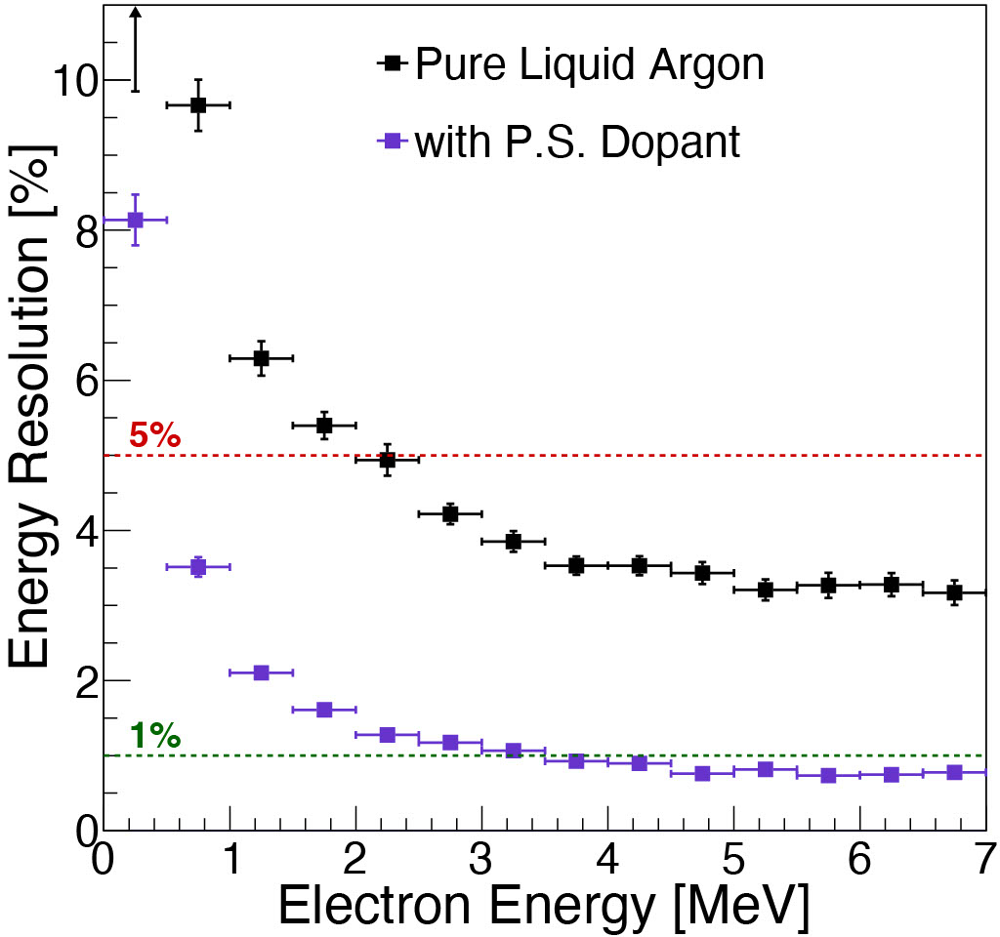 Energy Resolution [%]
10
8
6
4
2
0
Pure Liquid Argon
with P.S. Dopant
5%
1%
0 1 2 3 4 5 6 7
Electron Energy [MeV]